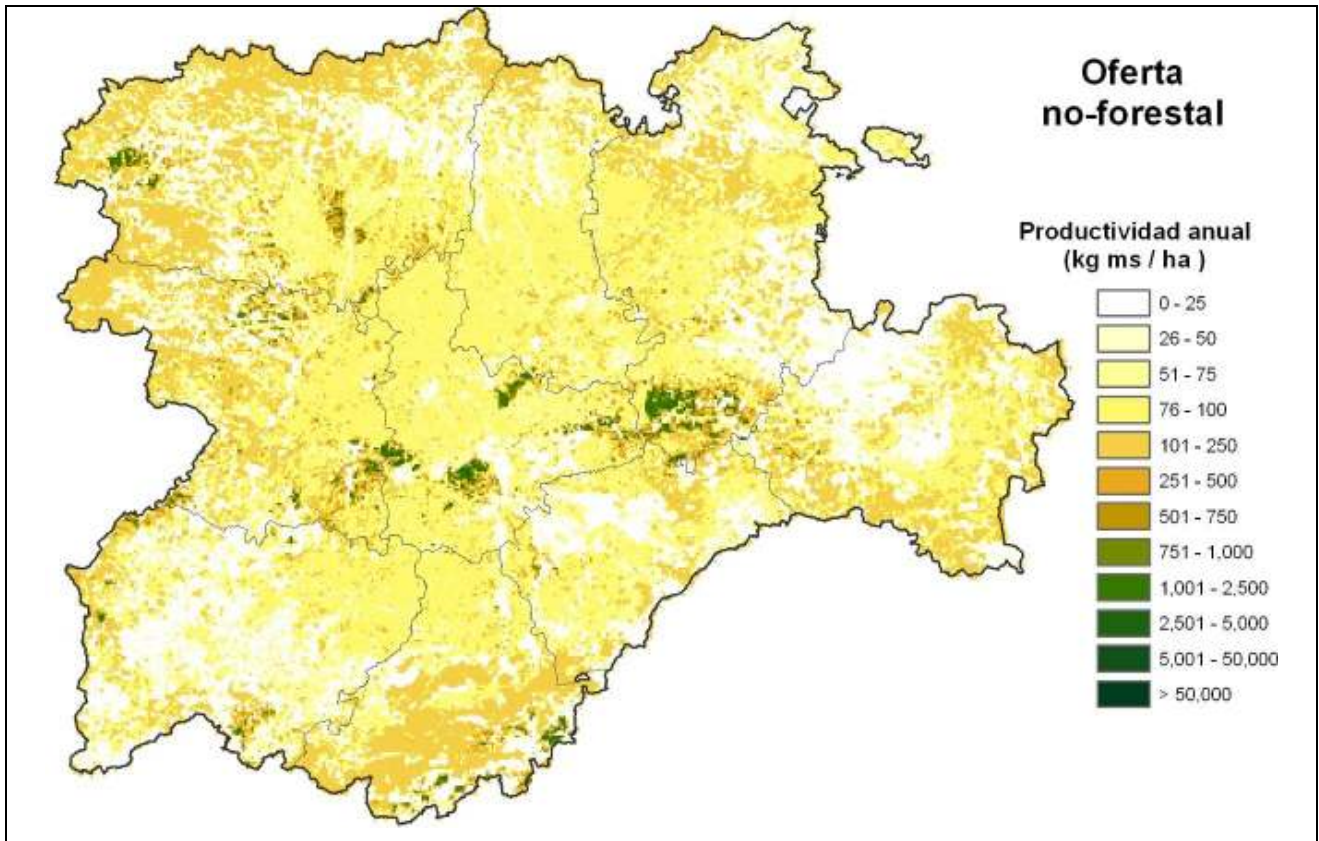 Oferta
no-forestal
Productividad anual
(kg ms / ha )
0 - 25
26 - 50
51 - 75
76 - 100
101 - 250
251 - 500
501 - 750
751 - 1,000
1,001 - 2,500
2,501 - 5,000
5,001 - 50,000
> 50,000